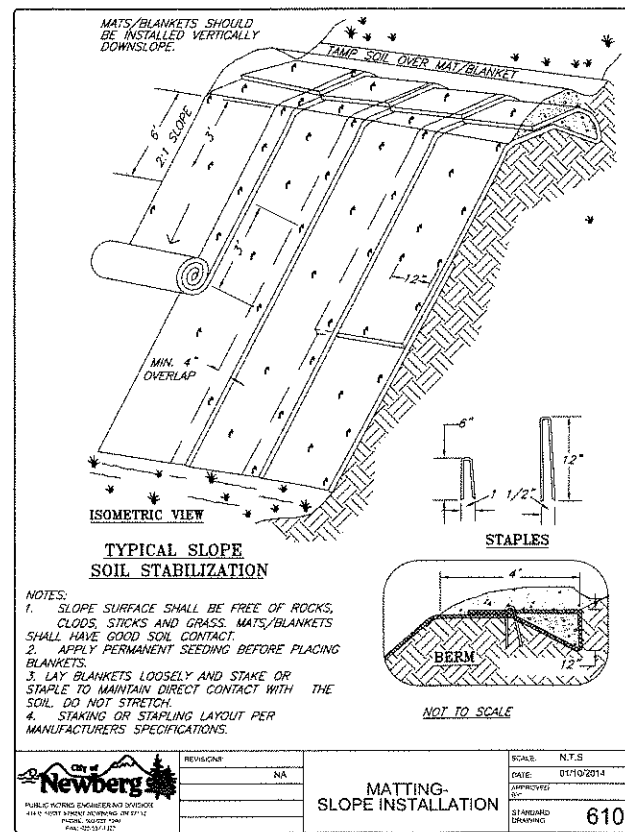 MATS/BLANKETS SHOULD
BE INSTALLED VERTICALLY
DOWNSLOPE.
TAMP SOIL OVER MAT/BLANKET
6'
2:1 SLOPE
3'
3'
12"
MIN. 4"
OVERLAP
ISOMETRIC VIEW
TYPICAL SLOPE
SOIL STABILIZATION
6"
12"
1 1/2"
STAPLES
4'
BERM
12"
NOT TO SCALE
NOTES:
1. SLOPE SURFACE SHALL BE FREE OF ROCKS,
CLODS, STICKS AND GRASS. MATS/BLANKETS
SHALL HAVE GOOD SOIL CONTACT.
2. APPLY PERMANENT SEEDING BEFORE PLACING
BLANKETS.
3. LAY BLANKETS LOOSELY AND STAKE OR
STAPLE TO MAINTAIN DIRECT CONTACT WITH THE
SOIL. DO NOT STRETCH.
4. STAKING OR STAPLING LAYOUT PER
MANUFACTURERS SPECIFICATIONS.
City of
Newberg
PUBLIC WORKS ENGINEERING DIVISION
REVISIONS
NA
MATTING-
SLOPE INSTALLATION
SCALE: N.T.S
DATE: 01/10/2014
APPROVED
BY:
STANDARD
DRAWING
610